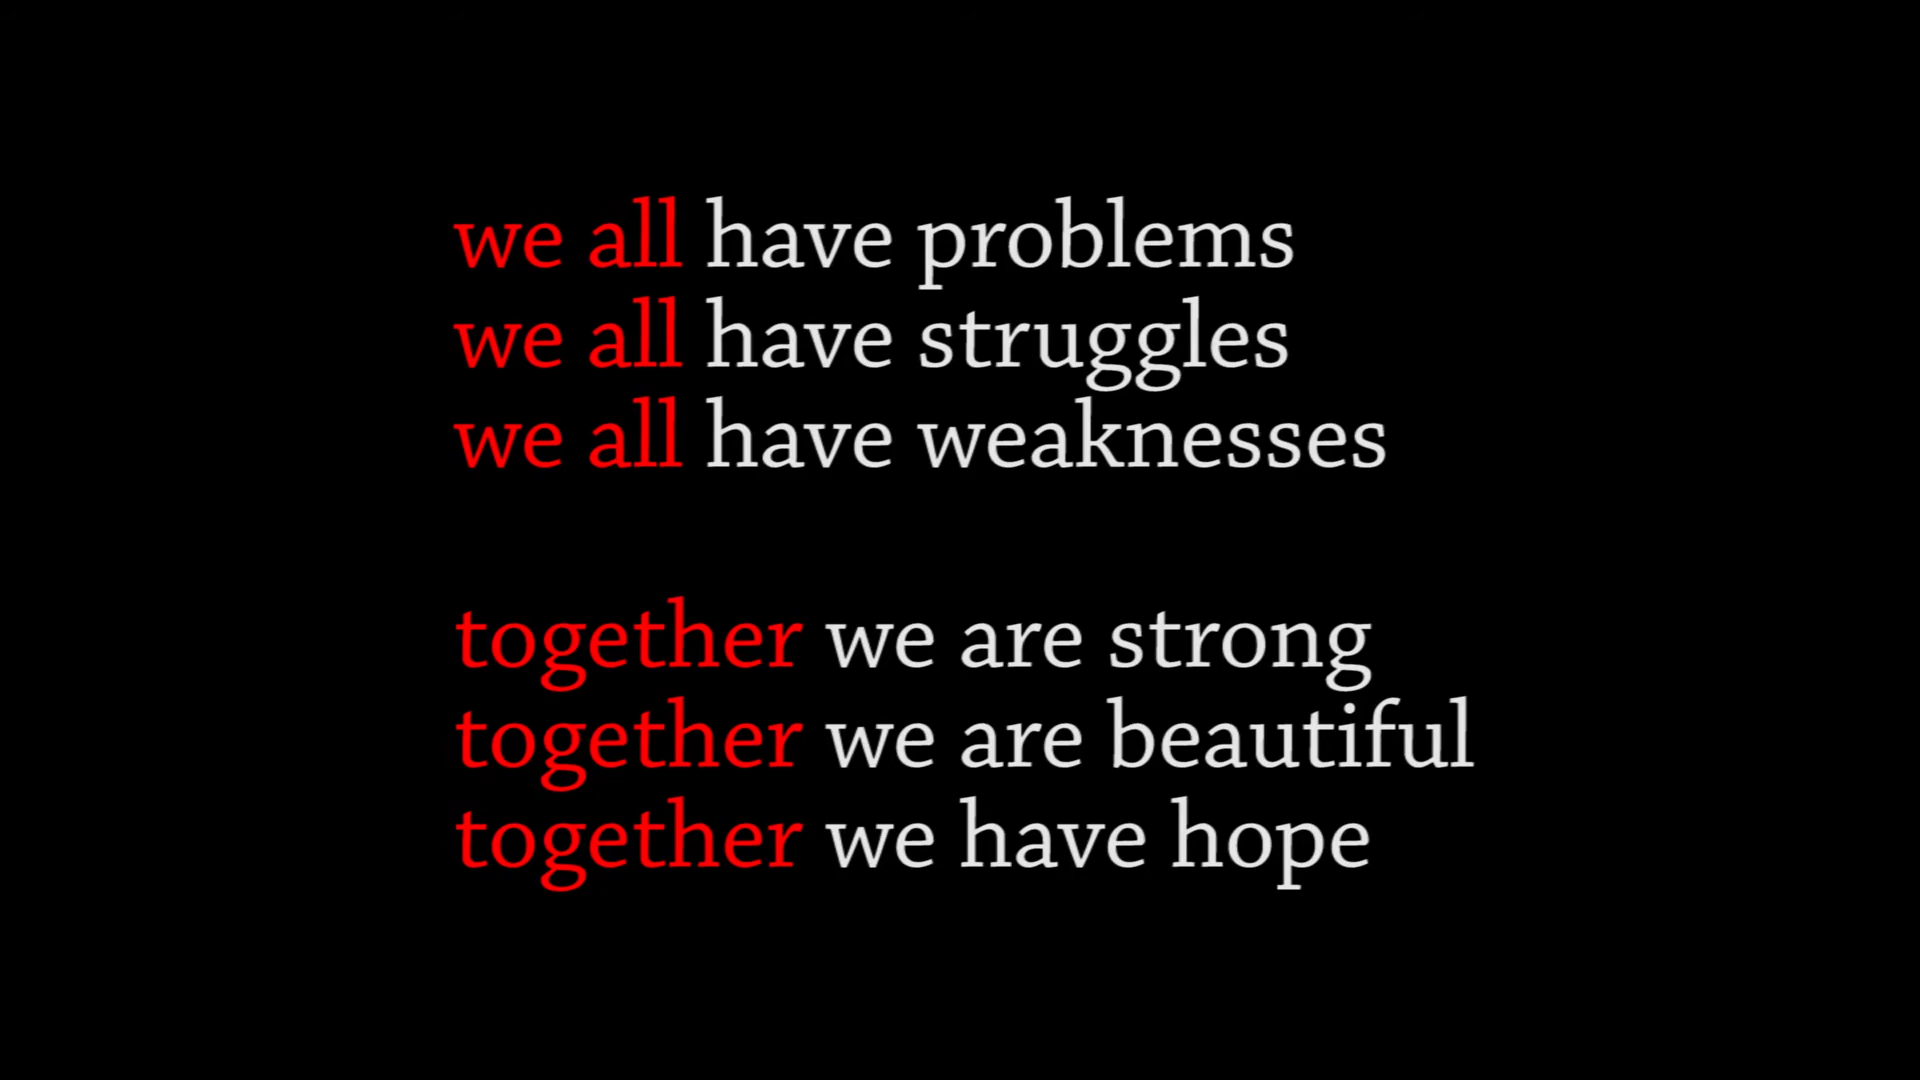 we all have problems
we all have struggles
we all have weaknesses
together we are strong
together we are beautiful
together we have hope